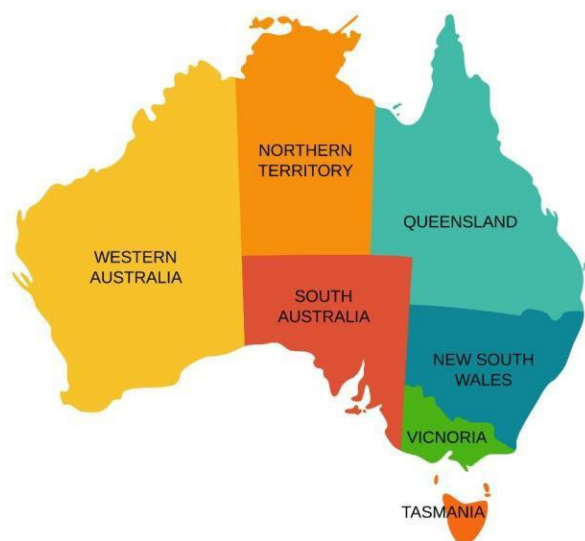 NORTHERN
TERRITORY
QUEENSLAND
WESTERN
AUSTRALIA
SOUTH
AUSTRALIA
NEW SOUTH
WALES
VICNORIA
TASMANIA